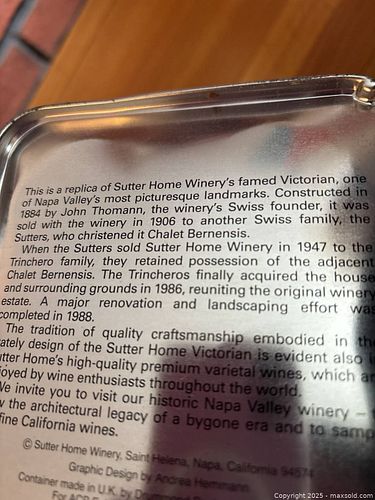 This is a replica of Sutter Home Winery's famed Victorian, one
of Napa Valley's most picturesque landmarks. Constructed in
1884 by John Thomann, the winery's Swiss founder, it was
sold with the winery in 1906 to another Swiss family, the
Sutters, who christened it Chalet Bernensis.
When the Sutters sold Sutter Home Winery in 1947 to the
Trinchero family, they retained possession of the adjacent
Chalet Bernensis. The Trincheros finally acquired the house
and surrounding grounds in 1986, reuniting the original winery
estate. A major renovation and landscaping effort was
completed in 1988.
The tradition of quality craftsmanship embodied in the
ately design of the Sutter Home Victorian is evident also i
utter Home's high-quality premium varietal wines, which ar
joyed by wine enthusiasts throughout the world.
We invite you to visit our historic Napa Valley winery –
w the architectural legacy of a bygone era and to samp
fine California wines.
© Sutter Home Winery, Saint Helena, Napa, California 94574
Graphic Design by Andrea Hemmann
Container made in U.K. by
For
Copyright 2025 - maxsold.com